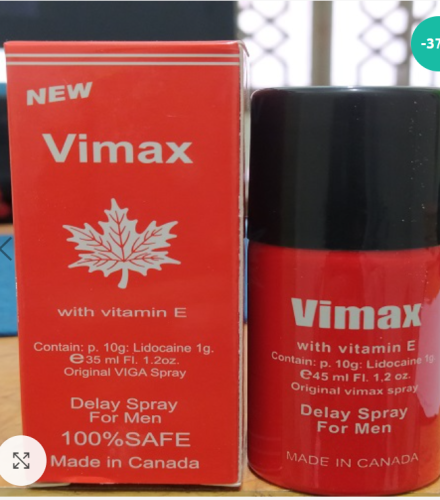 -37
NEW
Vimax
with vitamin E
Contain: p. 10g: Lidocaine 1g.
e35 ml Fl. 1.2oz.
Original VIGA Spray
Delay Spray
For Men
100%SAFE
Made in Canada
Vimax
with vitamin E
Contain: p. 10g: Lidocaine 1g.
e45 ml Fl. 1,2 oz.
Original vimax spray
Delay Spray
For Men
MADE IN CANADA